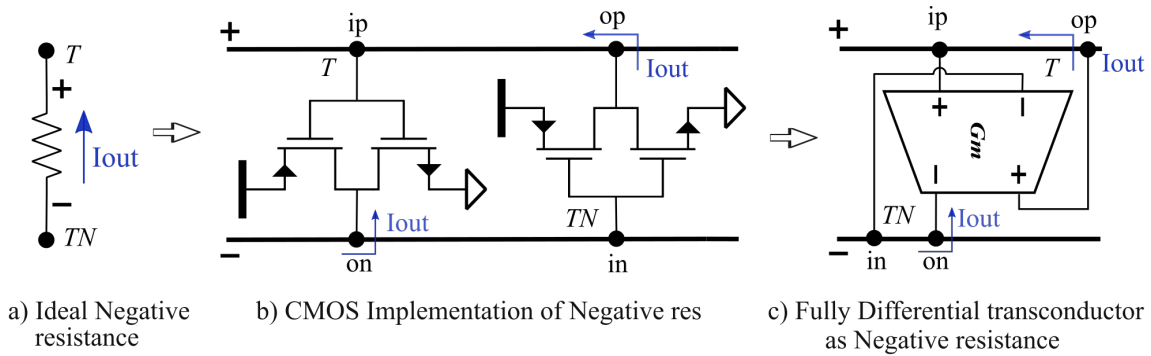 T
+
Iout
−
TN
+
ip
op
Iout
T
TN
Iout
−
on
in
+
ip
op
Iout
T
+
−
Gm
−
+
TN
Iout
−
in
on
a) Ideal Negative
resistance
b) CMOS Implementation of Negative res
c) Fully Differential transconductor
as Negative resistance